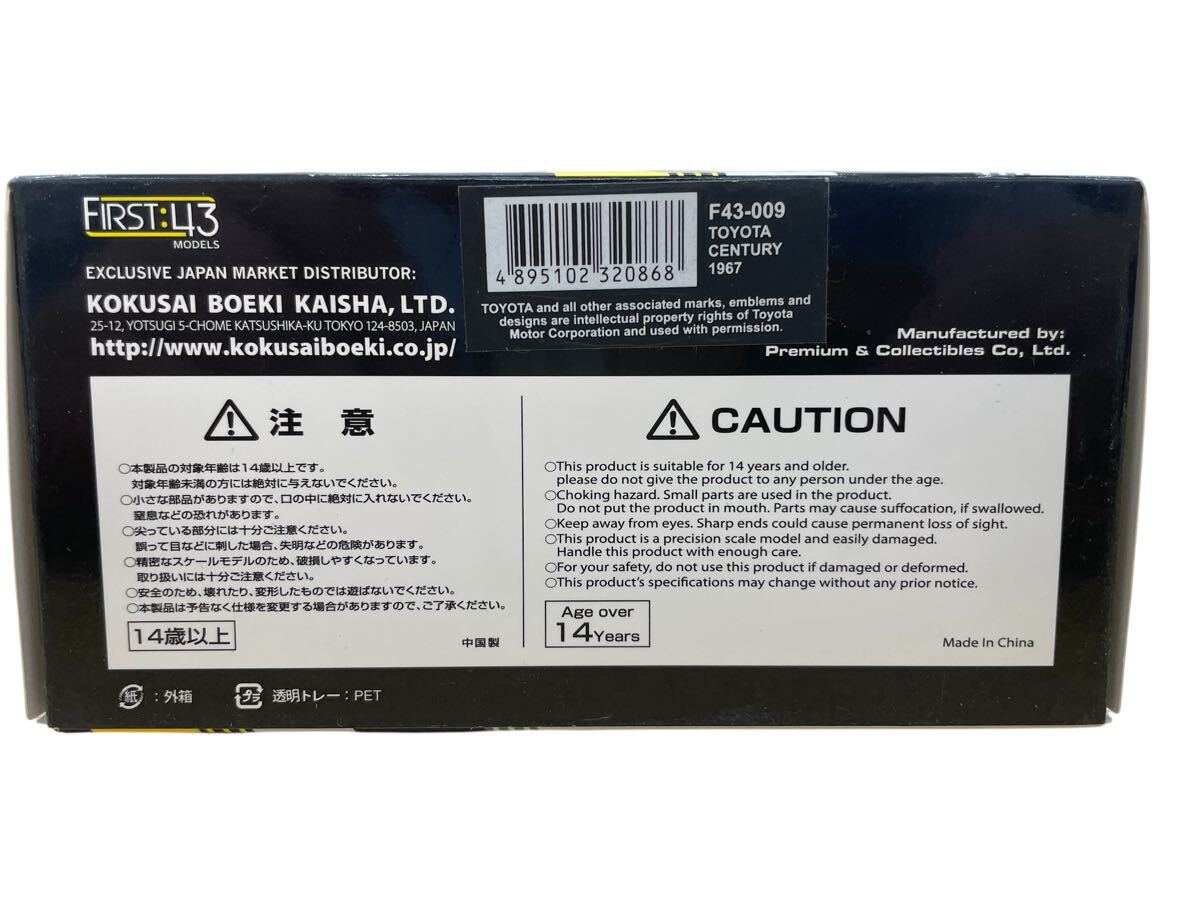 FIRST:43
MODELS
EXCLUSIVE JAPAN MARKET DISTRIBUTOR:
KOKUSAI BOEKI KAISHA, LTD.
25-12, YOTSUGI 5-CHOME KATSUSHIKA-KU TOKYO 124-8503, JAPAN
http://www.kokusaiboeki.co.jp/
4 895102 320868
F43-009
TOYOTA
CENTURY
1967
TOYOTA and all other associated marks, emblems and
designs are intellectual property rights of Toyota
Motor Corporation and used with permission.
Manufactured by:
Premium & Collectibles Co, Ltd.
注 意
○本製品の対象年齢は14歳以上です。
対象年齢未満の方には絶対に与えないでください。
○小さな部品がありますので、口の中に絶対に入れないでください。
窒息などの恐れがあります。
○尖っている部分には十分ご注意ください。
誤って目などに刺した場合、失明などの危険があります。
○精密なスケールモデルのため、破損しやすくなっています。
取り扱いには十分ご注意ください。
○安全のため、壊れたり、変形したものでは遊ばないでください。
○本製品は予告なく仕様を変更する場合がありますので、ご了承ください。
14歳以上
中国製
CAUTION
○This product is suitable for 14 years and older.
please do not give the product to any person under the age.
○Choking hazard. Small parts are used in the product.
Do not put the product in mouth. Parts may cause suffocation, if swallowed.
○Keep away from eyes. Sharp ends could cause permanent loss of sight.
○This product is a precision scale model and easily damaged.
Handle this product with enough care.
○For your safety, do not use this product if damaged or deformed.
○This product's specifications may change without any prior notice.
Age over
14 Years
Made In China
紙 : 外箱
プラ 透明トレー : PET